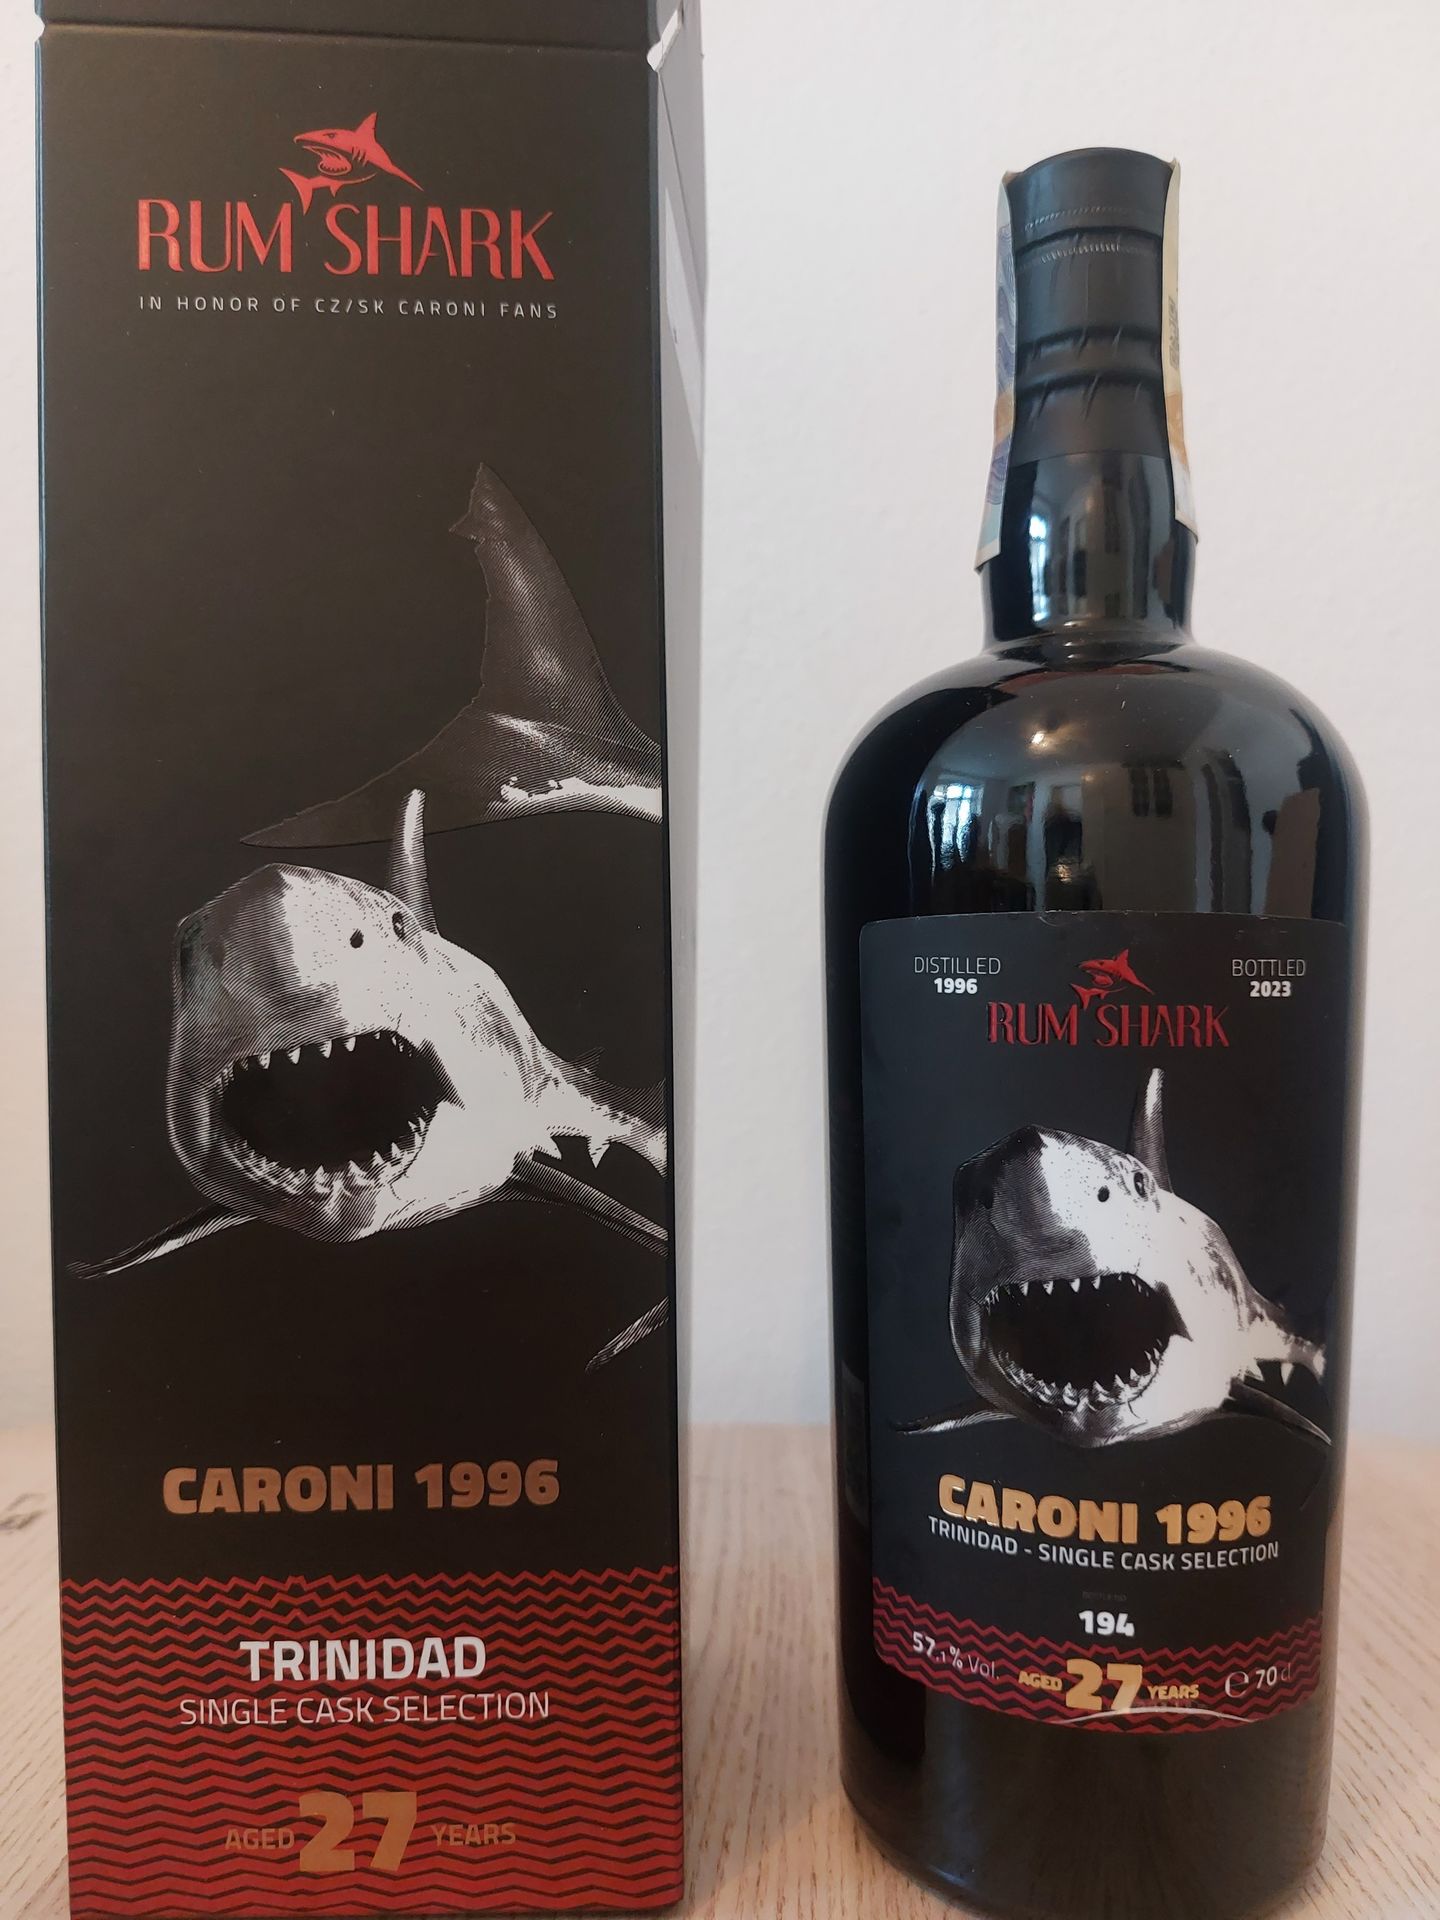 RUM SHARK
IN HONOR OF CZ/SK CARONI FANS
CARONI 1996
TRINIDAD
SINGLE CASK SELECTION
AGED 27 YEARS
DISTILLED
1996
BOTTLED
2023
RUM SHARK
CARONI 1996
TRINIDAD - SINGLE CASK SELECTION
194
57,1% Vol.
AGED 27 YEARS
℮ 70 cl